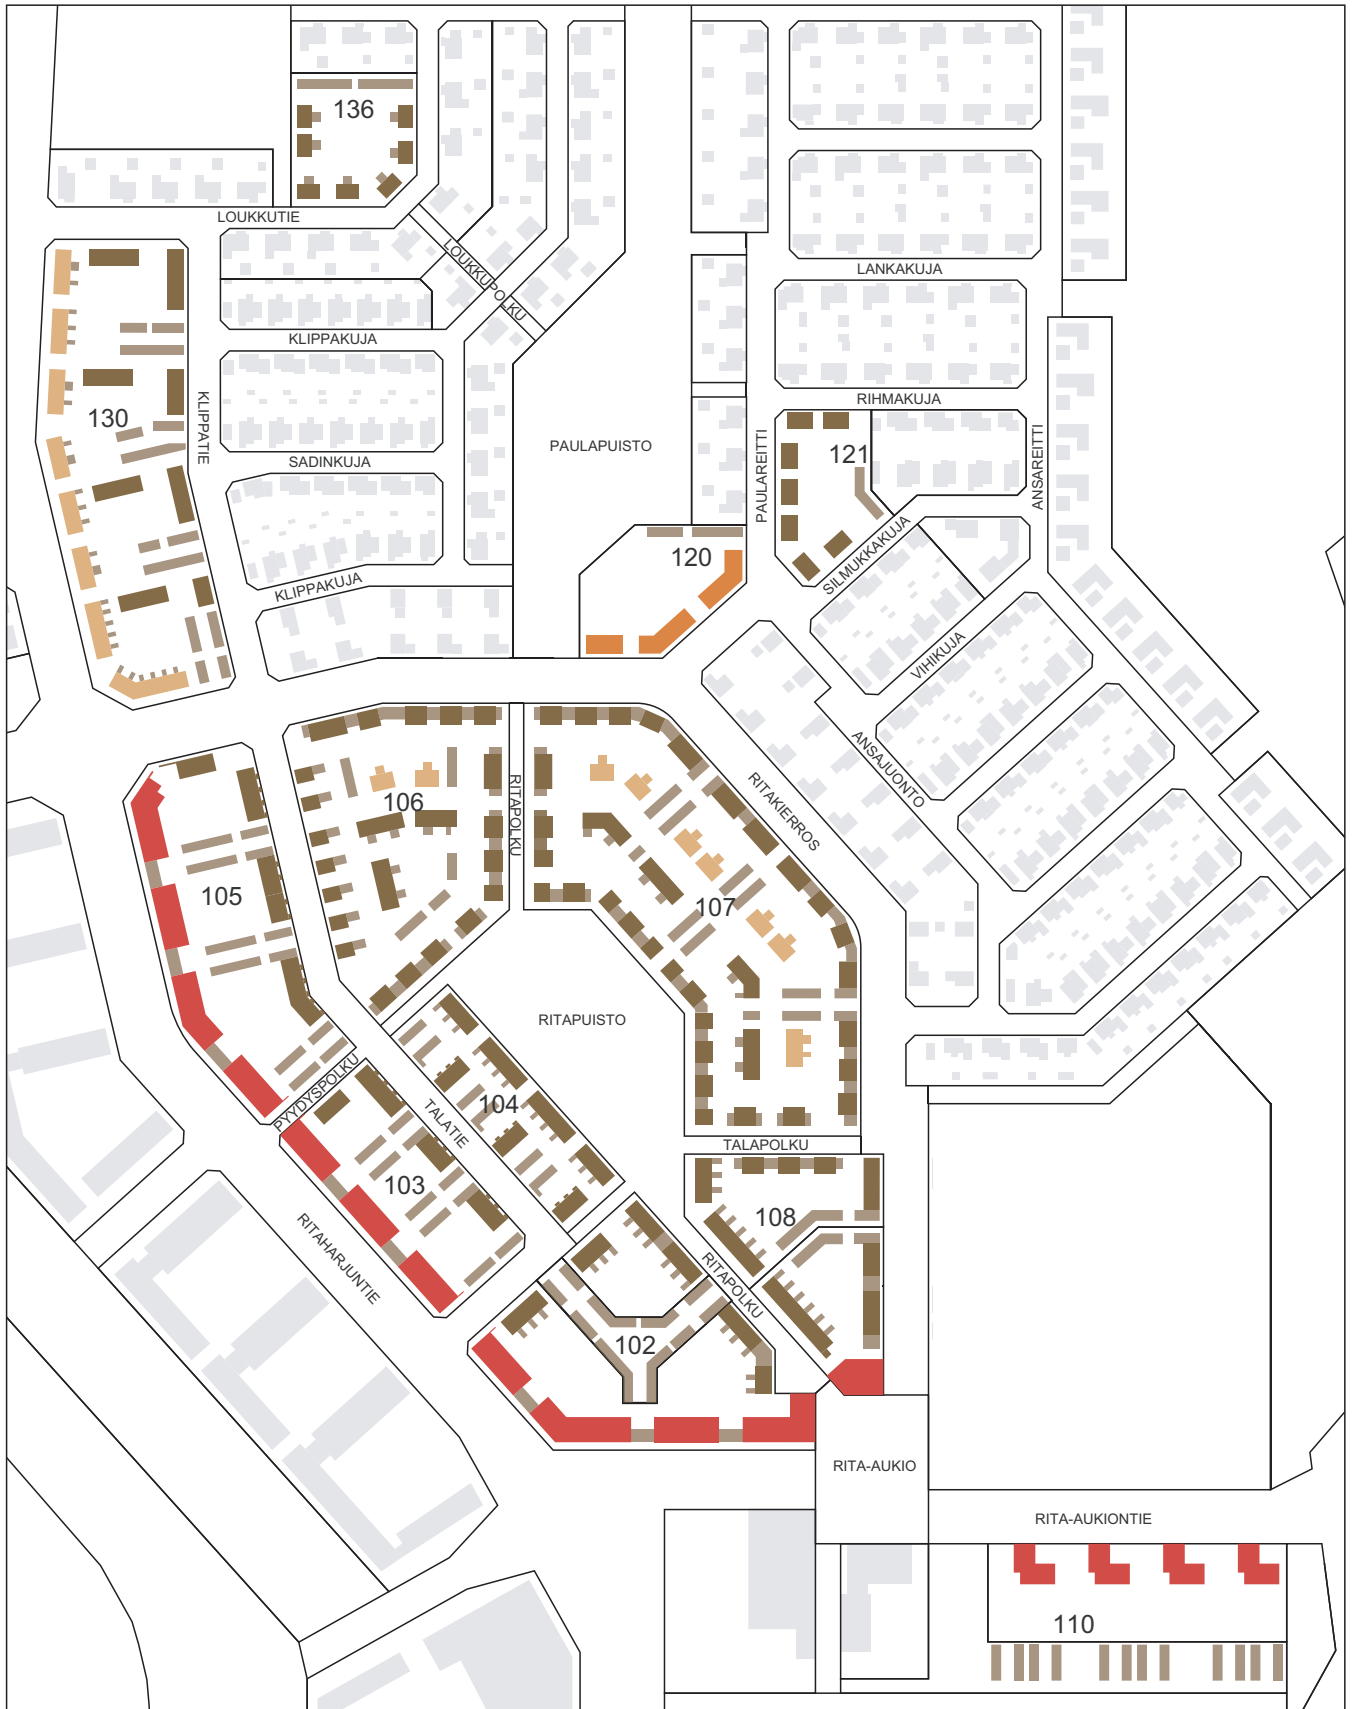 136
LOUKKUTIE
LOUKKUPOLKU
LANKAKUJA
KLIPPAKUJA
RIHMAKUJA
130
KLIPPATIE
PAULAPUISTO
PAULAREITTI
121
ANSAREITTI
SADINKUJA
120
SILMUKKAKUJA
KLIPPAKUJA
VIHIKUJA
ANSAJUONTO
106
RITAPOLKU
RITAKIERROS
105
107
RITAPUISTO
PYYDYSPOLKU
104
TALATIE
TALAPOLKU
103
108
RITAHARJUNTIE
RITAPOLKU
102
RITA-AUKIO
RITA-AUKIONTIE
110